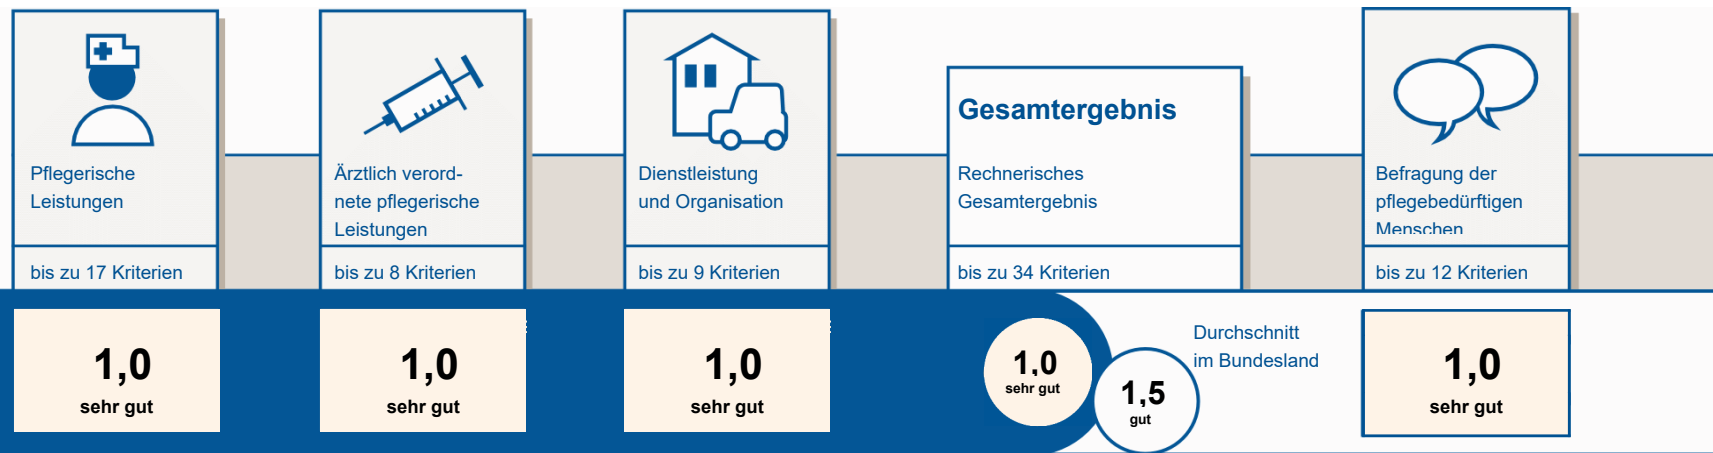 Pflegerische
Leistungen
bis zu 17 Kriterien
1,0
sehr gut
Ärztlich verord-
nete pflegerische
Leistungen
bis zu 8 Kriterien
1,0
sehr gut
Dienstleistung
und Organisation
bis zu 9 Kriterien
1,0
sehr gut
Gesamtergebnis
Rechnerisches
Gesamtergebnis
bis zu 34 Kriterien
1,0
sehr gut
Durchschnitt
im Bundesland
1,5
gut
Befragung der
pflegebedürftigen
Menschen
bis zu 12 Kriterien
1,0
sehr gut